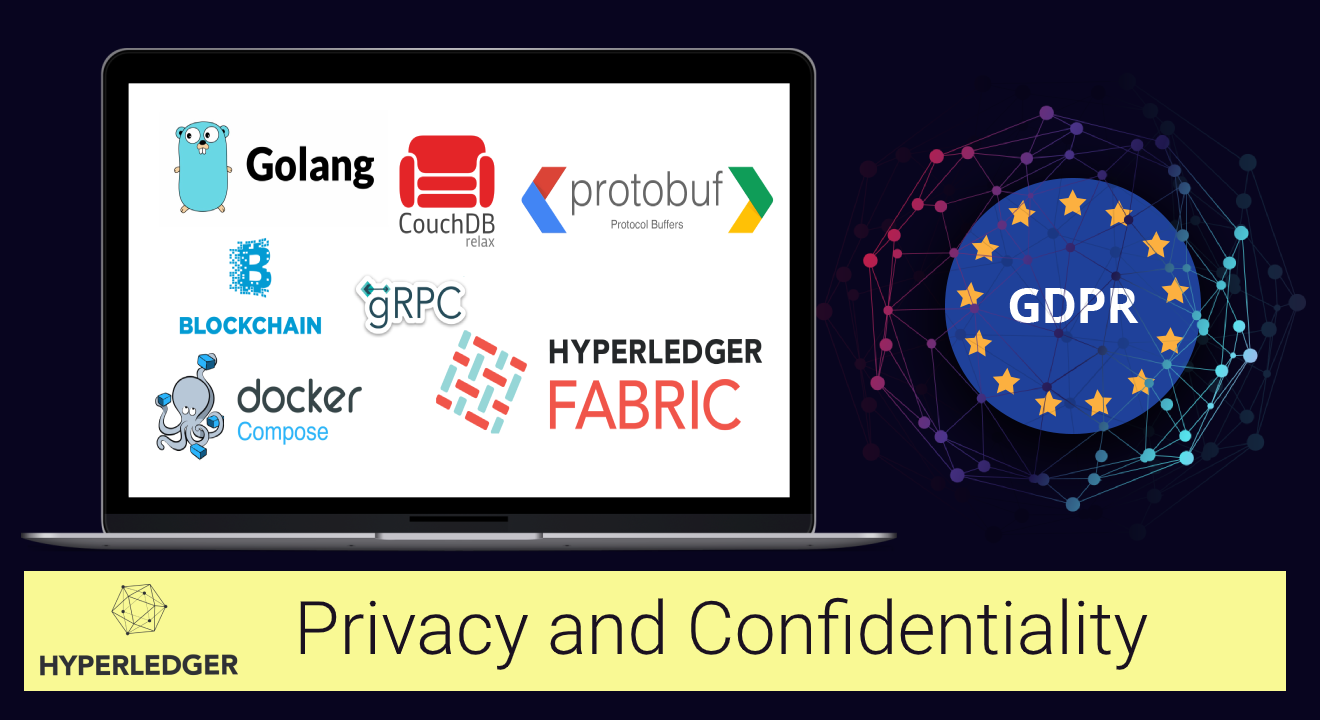 Golang
CouchDB
relax
protobuf
Protocol Buffers
B
BLOCKCHAIN
gRPC
HYPERLEDGER
FABRIC
docker
Compose
GDPR
HYPERLEDGER
Privacy and Confidentiality